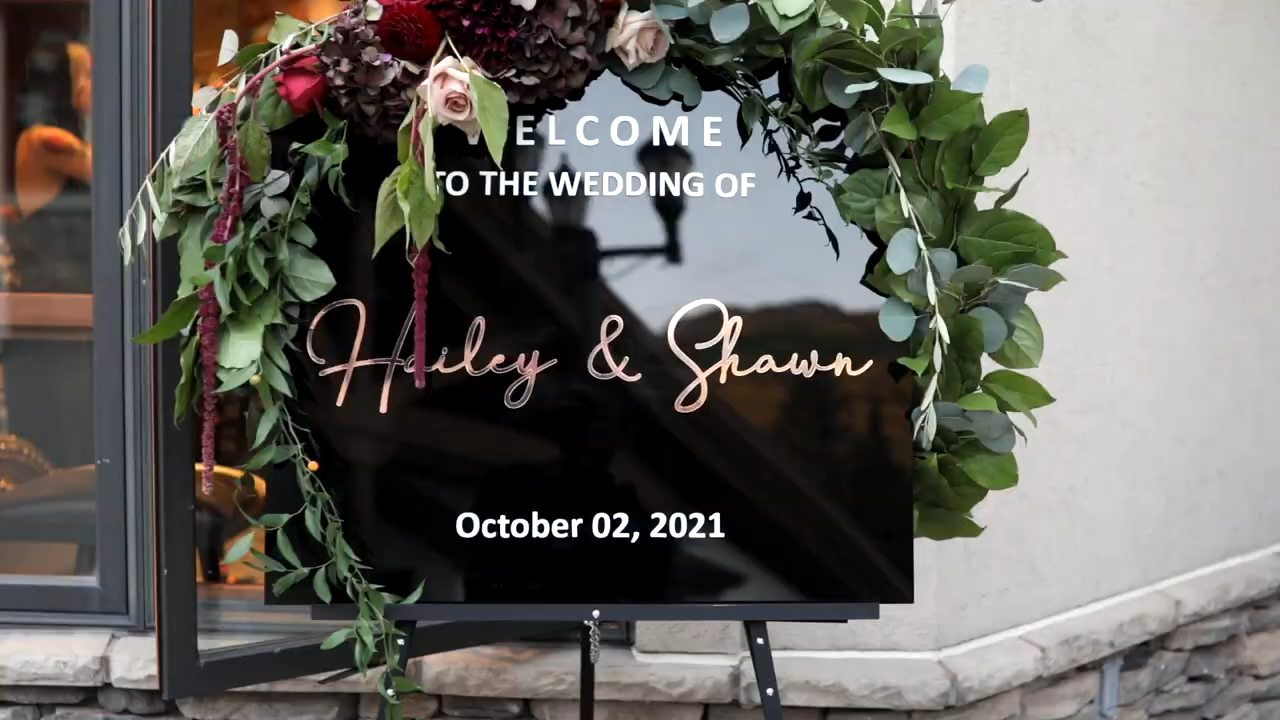 WELCOME
TO THE WEDDING OF
Hailey & Shawn
October 02, 2021